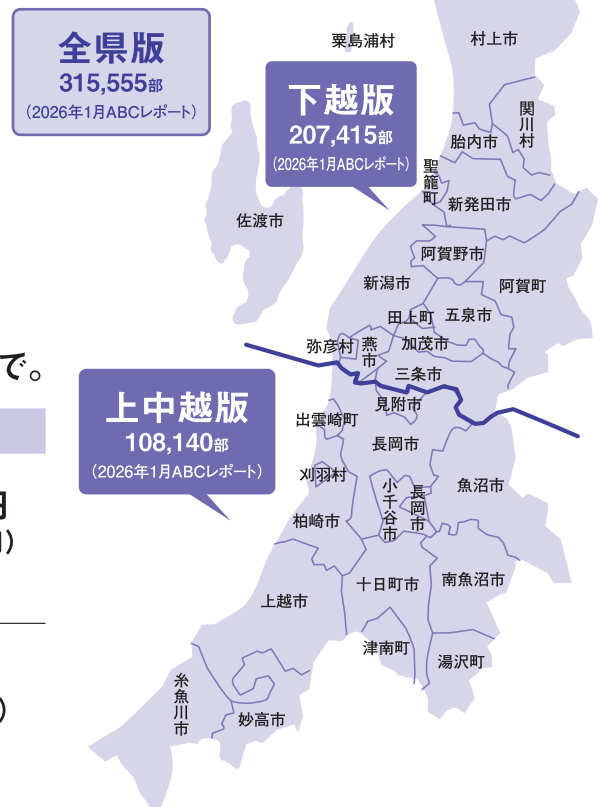 全県版
315,555部
(2026年1月ABCレポート)
粟島浦村
村上市
下越版
207,415部
(2026年1月ABCレポート)
関川村
胎内市
聖籠町
新発田市
佐渡市
阿賀野市
新潟市
阿賀町
田上町
五泉市
弥彦村
燕市
加茂市
三条市
で。
上中越版
108,140部
(2026年1月ABCレポート)
見附市
出雲崎町
長岡市
刈羽村
小千谷市
長岡市
魚沼市
円
柏崎市
)
十日町市
南魚沼市
上越市
津南町
湯沢町
糸魚川市
)
妙高市